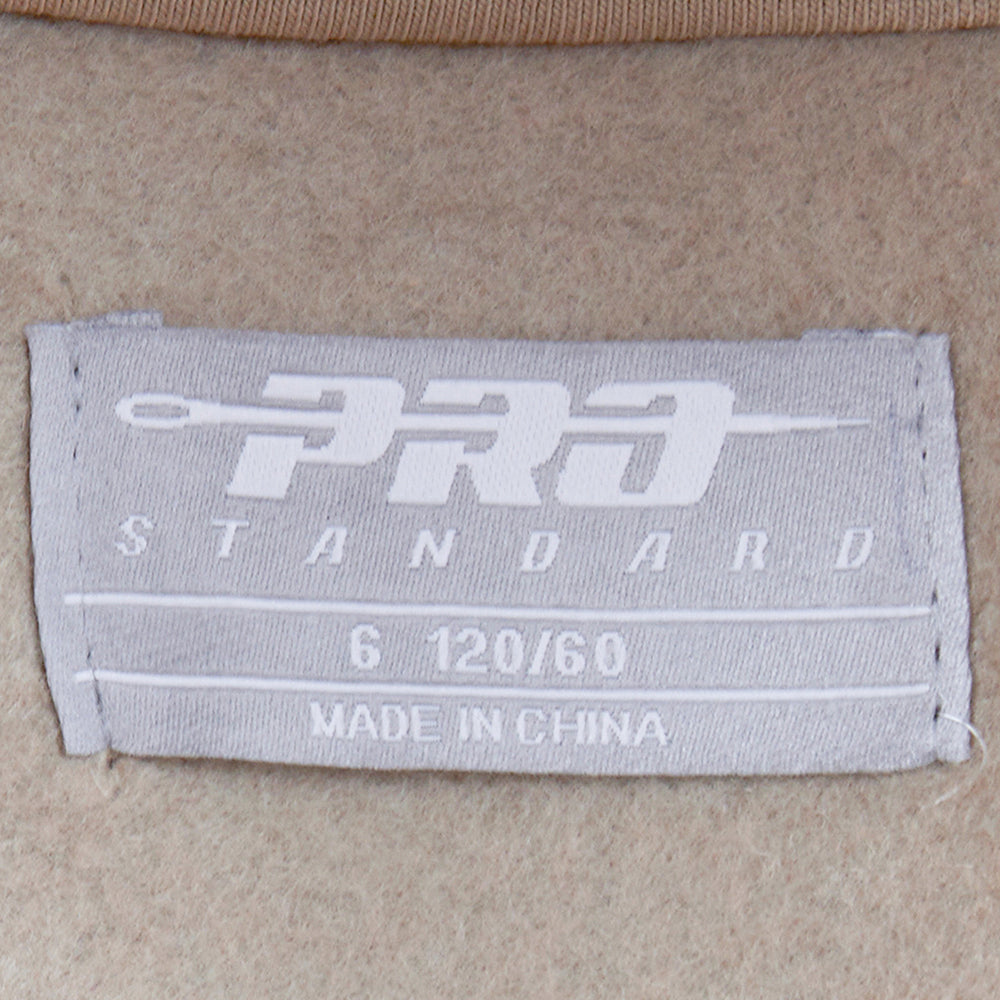 PRO
STANDARD
6 120/60
MADE IN CHINA